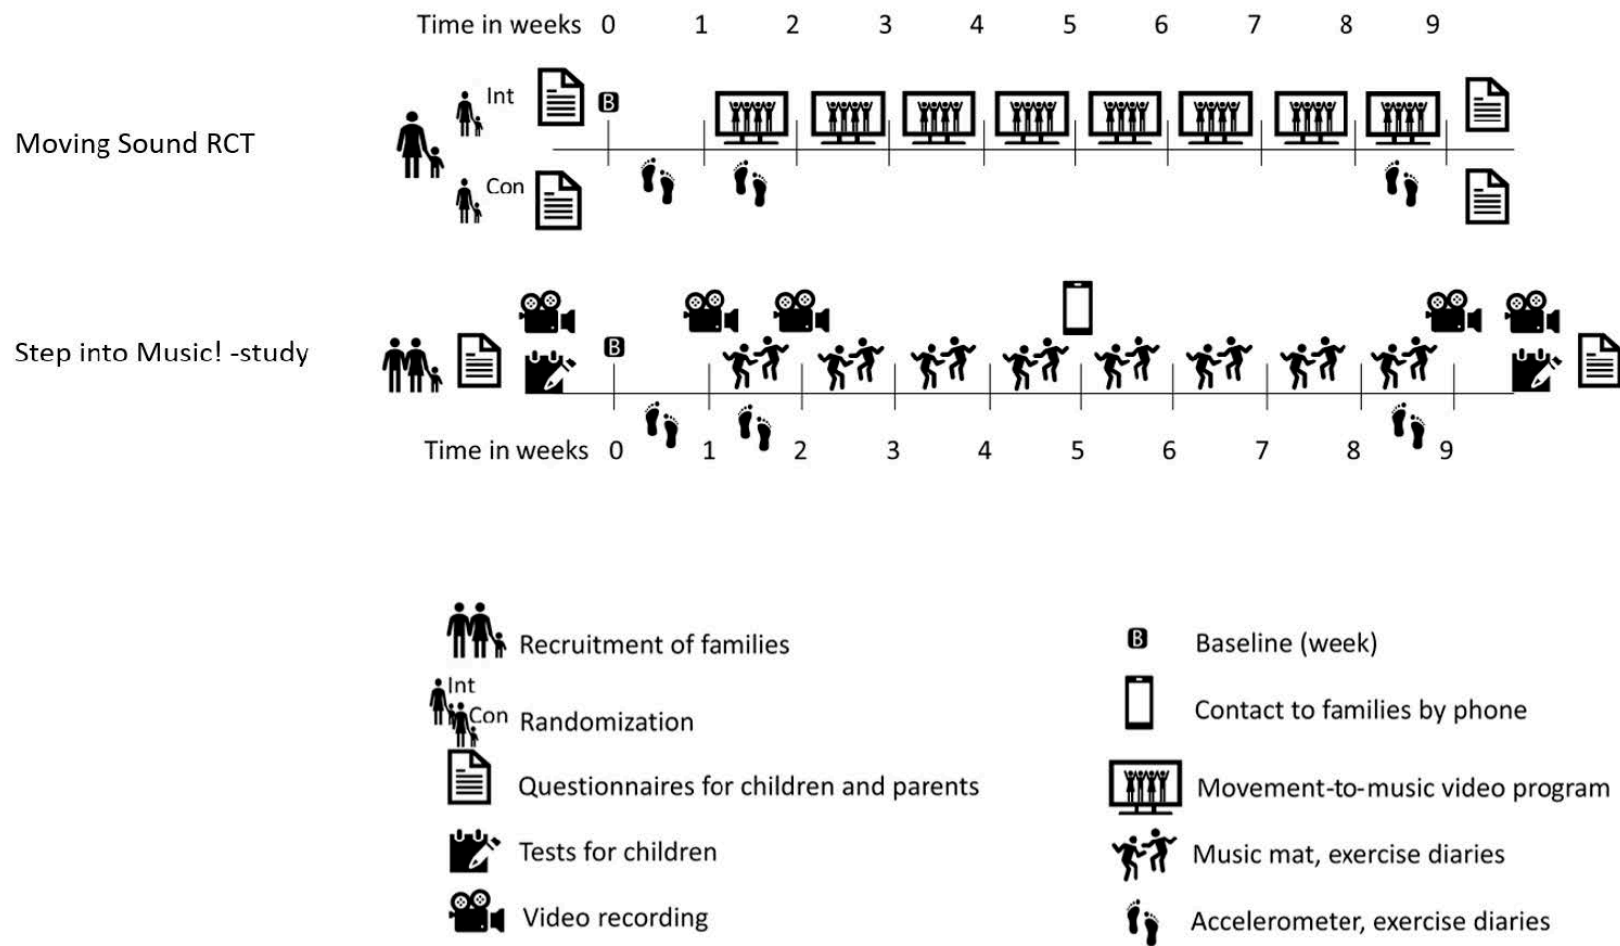 Time in weeks 0 1 2 3 4 5 6 7 8 9
Int
B
Moving Sound RCT
Con
Step into Music! -study
B
Time in weeks 0 1 2 3 4 5 6 7 8 9
Recruitment of families
Int
Con
Randomization
Questionnaires for children and parents
Tests for children
Video recording
B Baseline (week)
Contact to families by phone
Movement-to-music video program
Music mat, exercise diaries
Accelerometer, exercise diaries